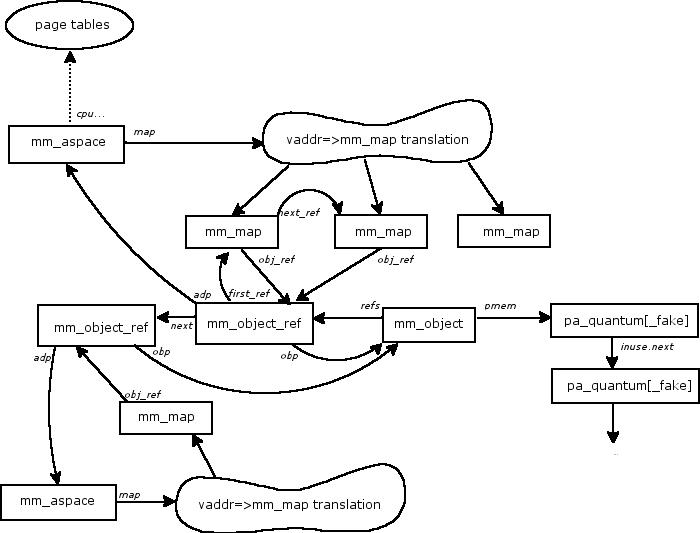 page tables
cpu...
mm_aspace
map
vaddr=>mm_map translation
mm_map
next_ref
mm_map
mm_map
obj_ref
obj_ref
adp
first_ref
refs
pmem
mm_object_ref
next
mm_object_ref
mm_object
pa_quantum[_fake]
adp
obp
obp
inuse.next
pa_quantum[_fake]
obj_ref
mm_map
mm_aspace
map
vaddr=>mm_map translation
...